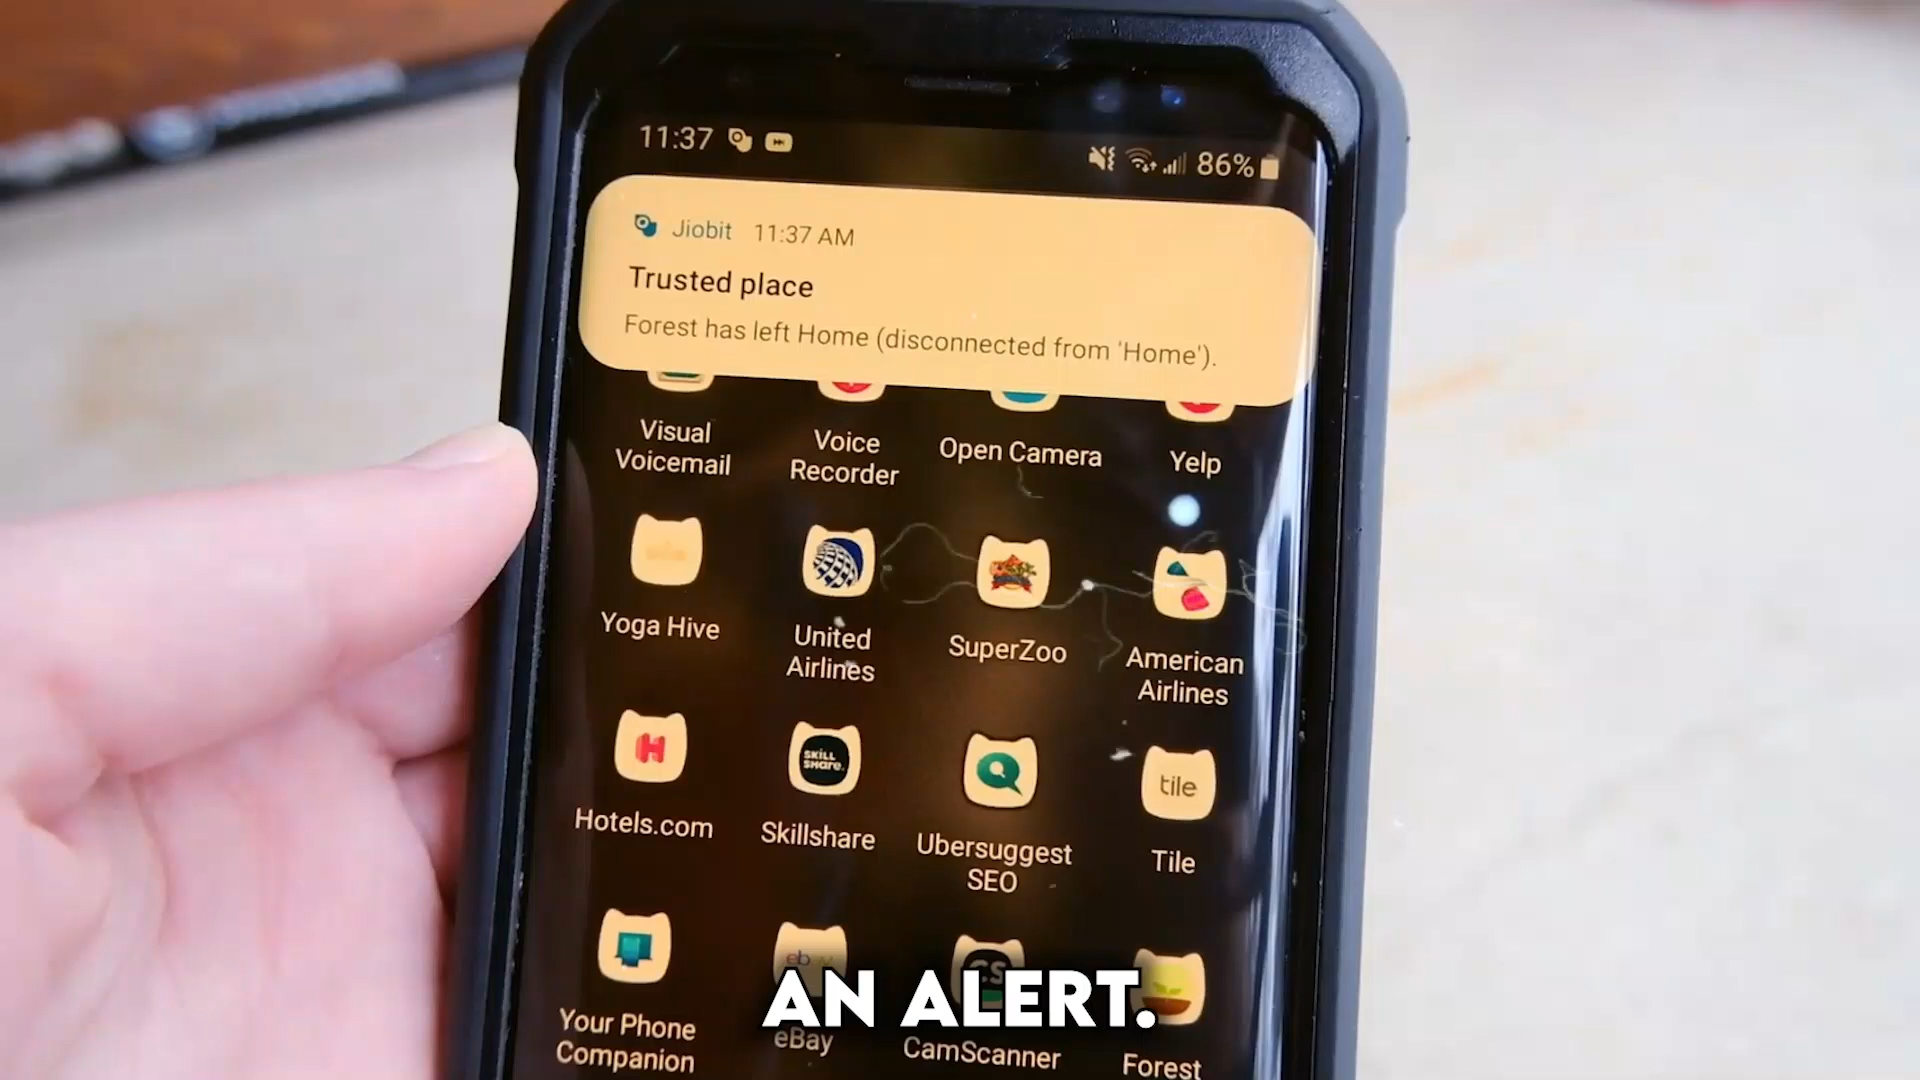 11:37
86%
Jiobit 11:37 AM
Trusted place
Forest has left Home (disconnected from 'Home').
Visual
Voicemail
Voice
Recorder
Open Camera
Yelp
Yoga Hive
United
Airlines
SuperZoo
American
Airlines
H
SKILL
SHare.
tile
Hotels.com
Skillshare
Ubersuggest
SEO
Tile
eb
CS
AN ALERT.
Your Phone
Companion
eBay
CamScanner
Forest